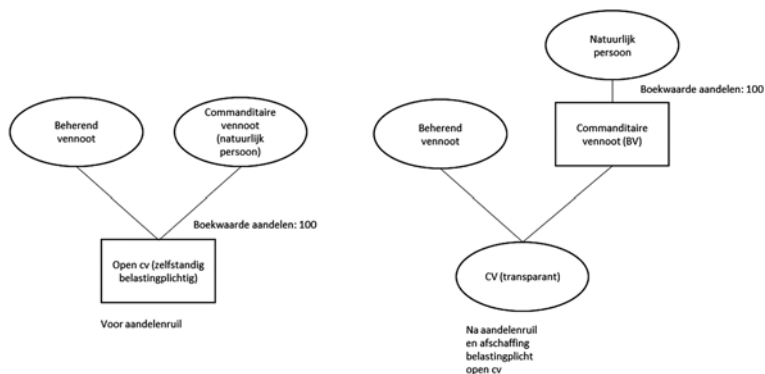 Beherend
vennoot
Commanditaire
vennoot
(natuurlijk
persoon)
Boekwaarde aandelen: 100
Open cv (zelfstandig
belastingplichtig)
Voor aandelenruil
Natuurlijk
persoon
Boekwaarde aandelen: 100
Beherend
vennoot
Commanditaire
vennoot (BV)
CV (transparant)
Na aandelenruil
en afschaffing
belastingplicht
open cv